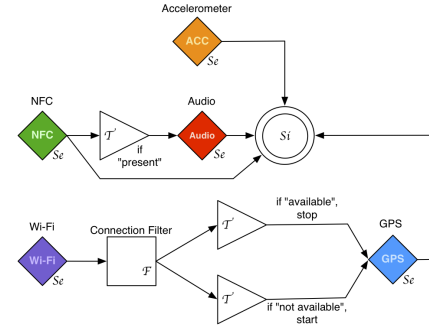 Accelerometer
ACC
Se
NFC
NFC
Se
T'
if
"present"
Audio
Audio
Se
Si
Wi-Fi
Wi-Fi
Se
Connection Filter
F
T'
if "available",
stop
T'
if "not available",
start
GPS
GPS
Se